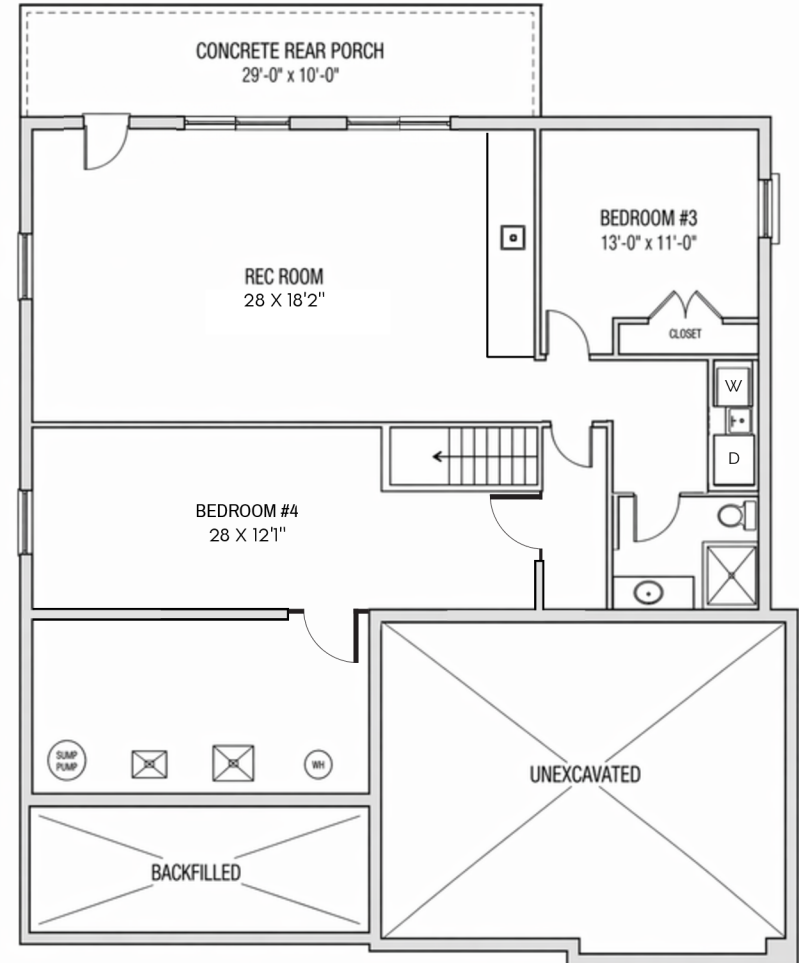 CONCRETE REAR PORCH
29'-0" x 10'-0"
BEDROOM #3
13'-0" x 11'-0"
REC ROOM
28 X 18'2"
CLOSET
W
D
BEDROOM #4
28 X 12'1"
SUMP
PUMP
WH
UNEXCAVATED
BACKFILLED